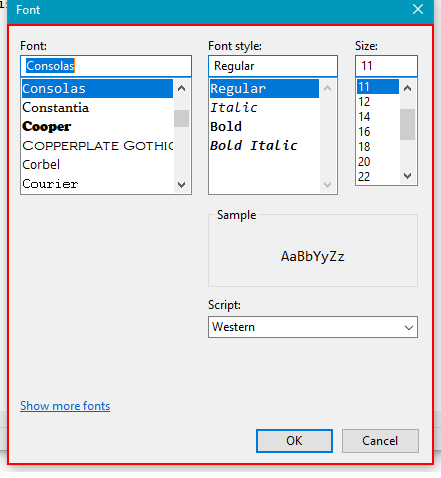 Font
Font:
Consolas
Consolas
Constantia
Cooper
Copperplate Gothic
Corbel
Courier
Font style:
Regular
Regular
Italic
Bold
Bold Italic
Size:
11
11
12
14
16
18
20
22
Sample
AaBbYyZz
Script:
Western
Show more fonts
OK
Cancel